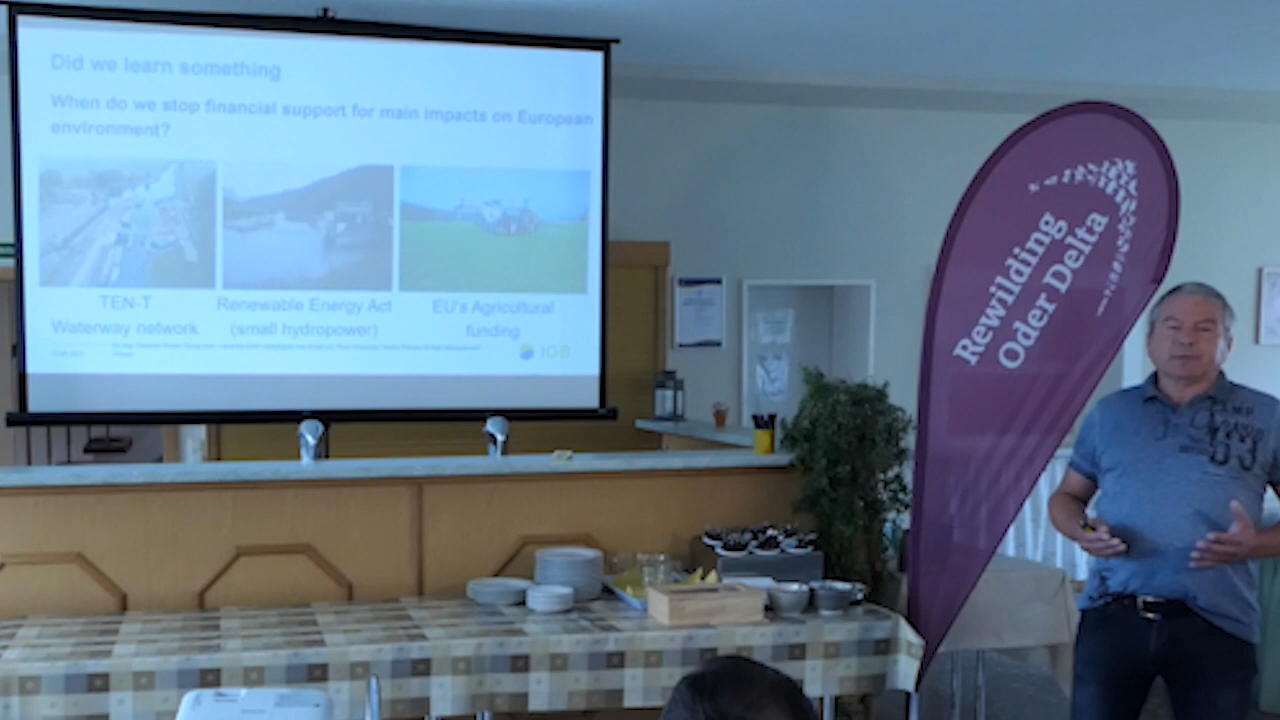 Did we learn something
When do we stop financial support for main impacts on European
environment?
TEN-T
Waterway network
Renewable Energy Act
(small hydropower)
EU's Agricultural
funding
IGB
Rewilding
Oder Delta
CAMP